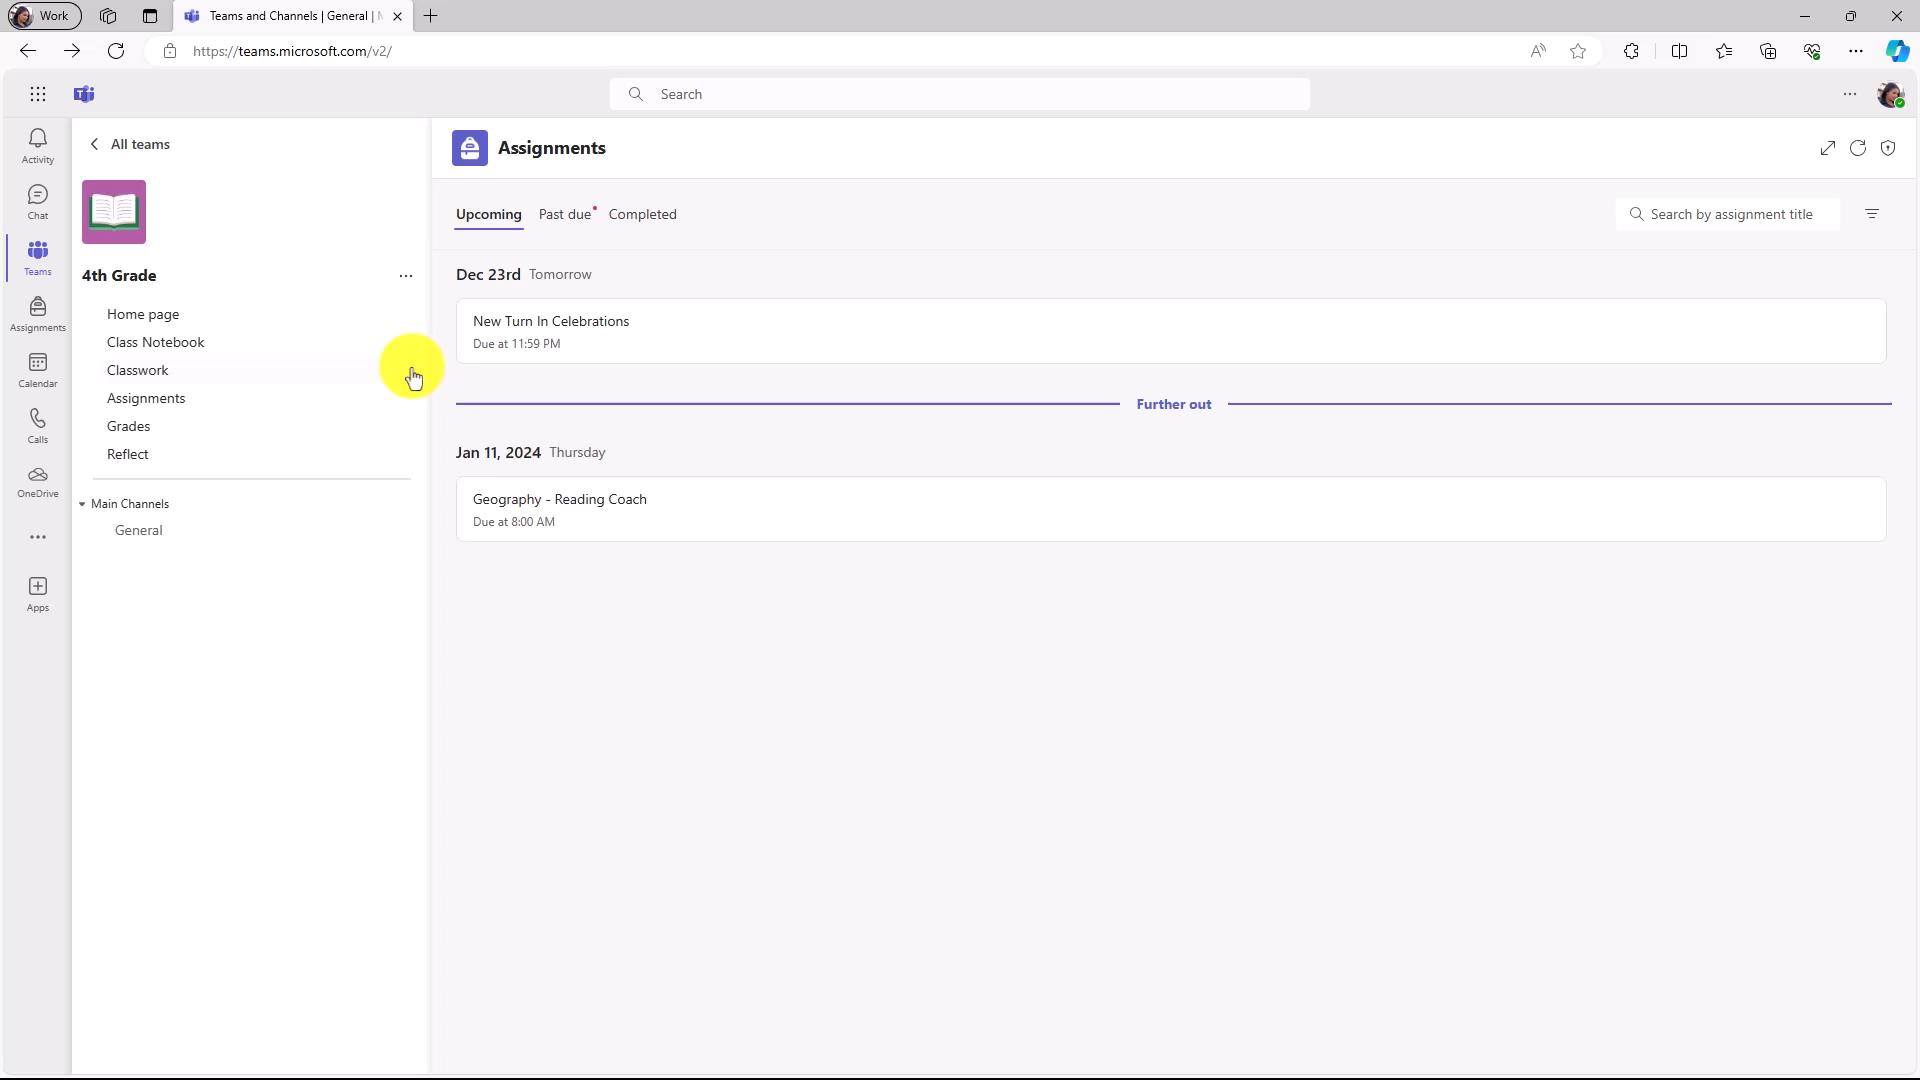 Work
Teams and Channels | General |
https://teams.microsoft.com/v2/
Search
Activity
Chat
Teams
Assignments
Calendar
Calls
OneDrive
Apps
All teams
4th Grade
Home page
Class Notebook
Classwork
Assignments
Grades
Reflect
Main Channels
General
Assignments
Upcoming Past due Completed
Search by assignment title
Dec 23rd Tomorrow
New Turn In Celebrations
Due at 11:59 PM
Further out
Jan 11, 2024 Thursday
Geography - Reading Coach
Due at 8:00 AM